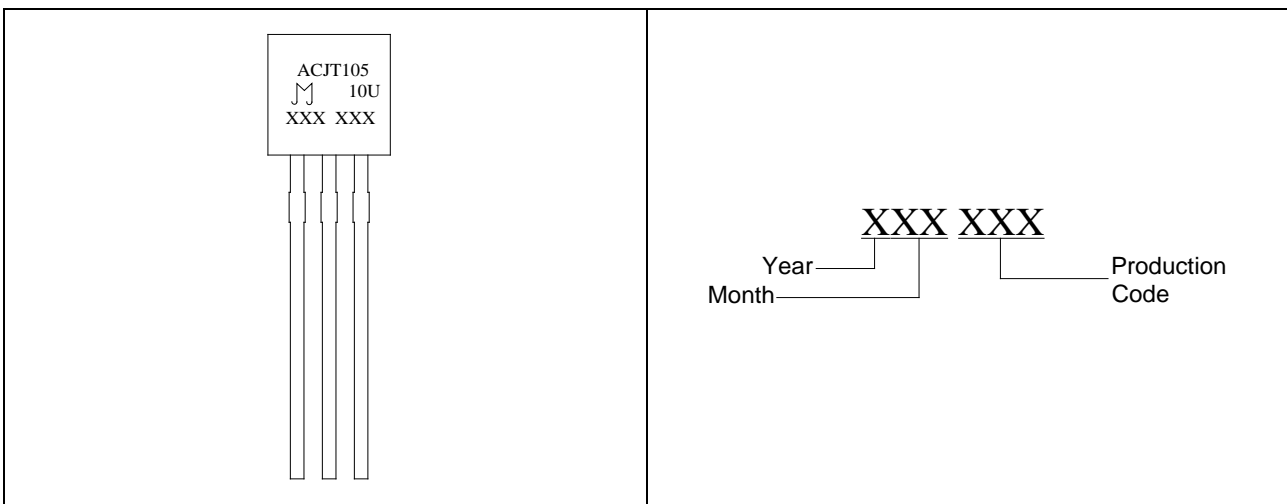 ACJT105
10U
XXX XXX
XXX XXX
Year
Month
Production
Code